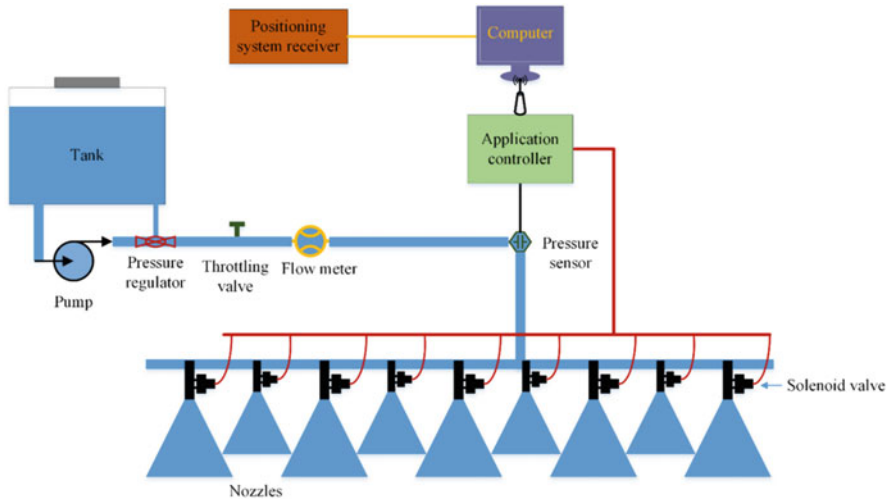 Positioning
system receiver
Computer
Tank
Application
controller
Pump
Pressure
regulator
Throttling
valve
Flow meter
Pressure
sensor
Solenoid valve
Nozzles